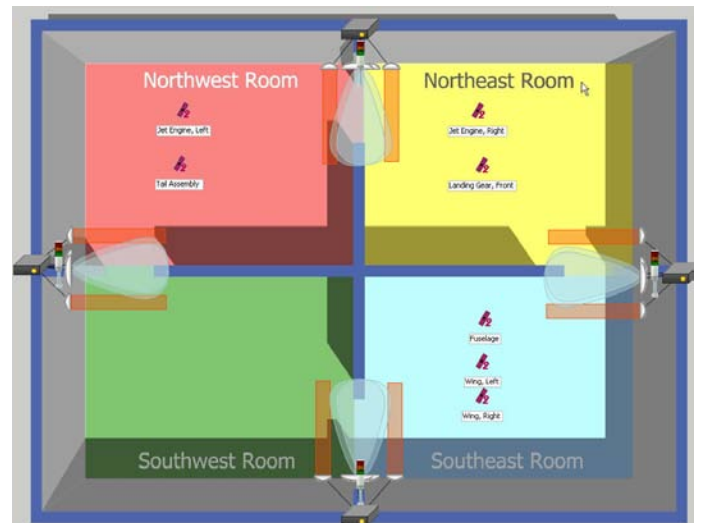 Northwest Room
Northeast Room
Jet Engine, Left
Jet Engine, Right
Tail Assembly
Landing Gear, Front
Fuselage
Wing, Left
Wing, Right
Southwest Room
Southeast Room